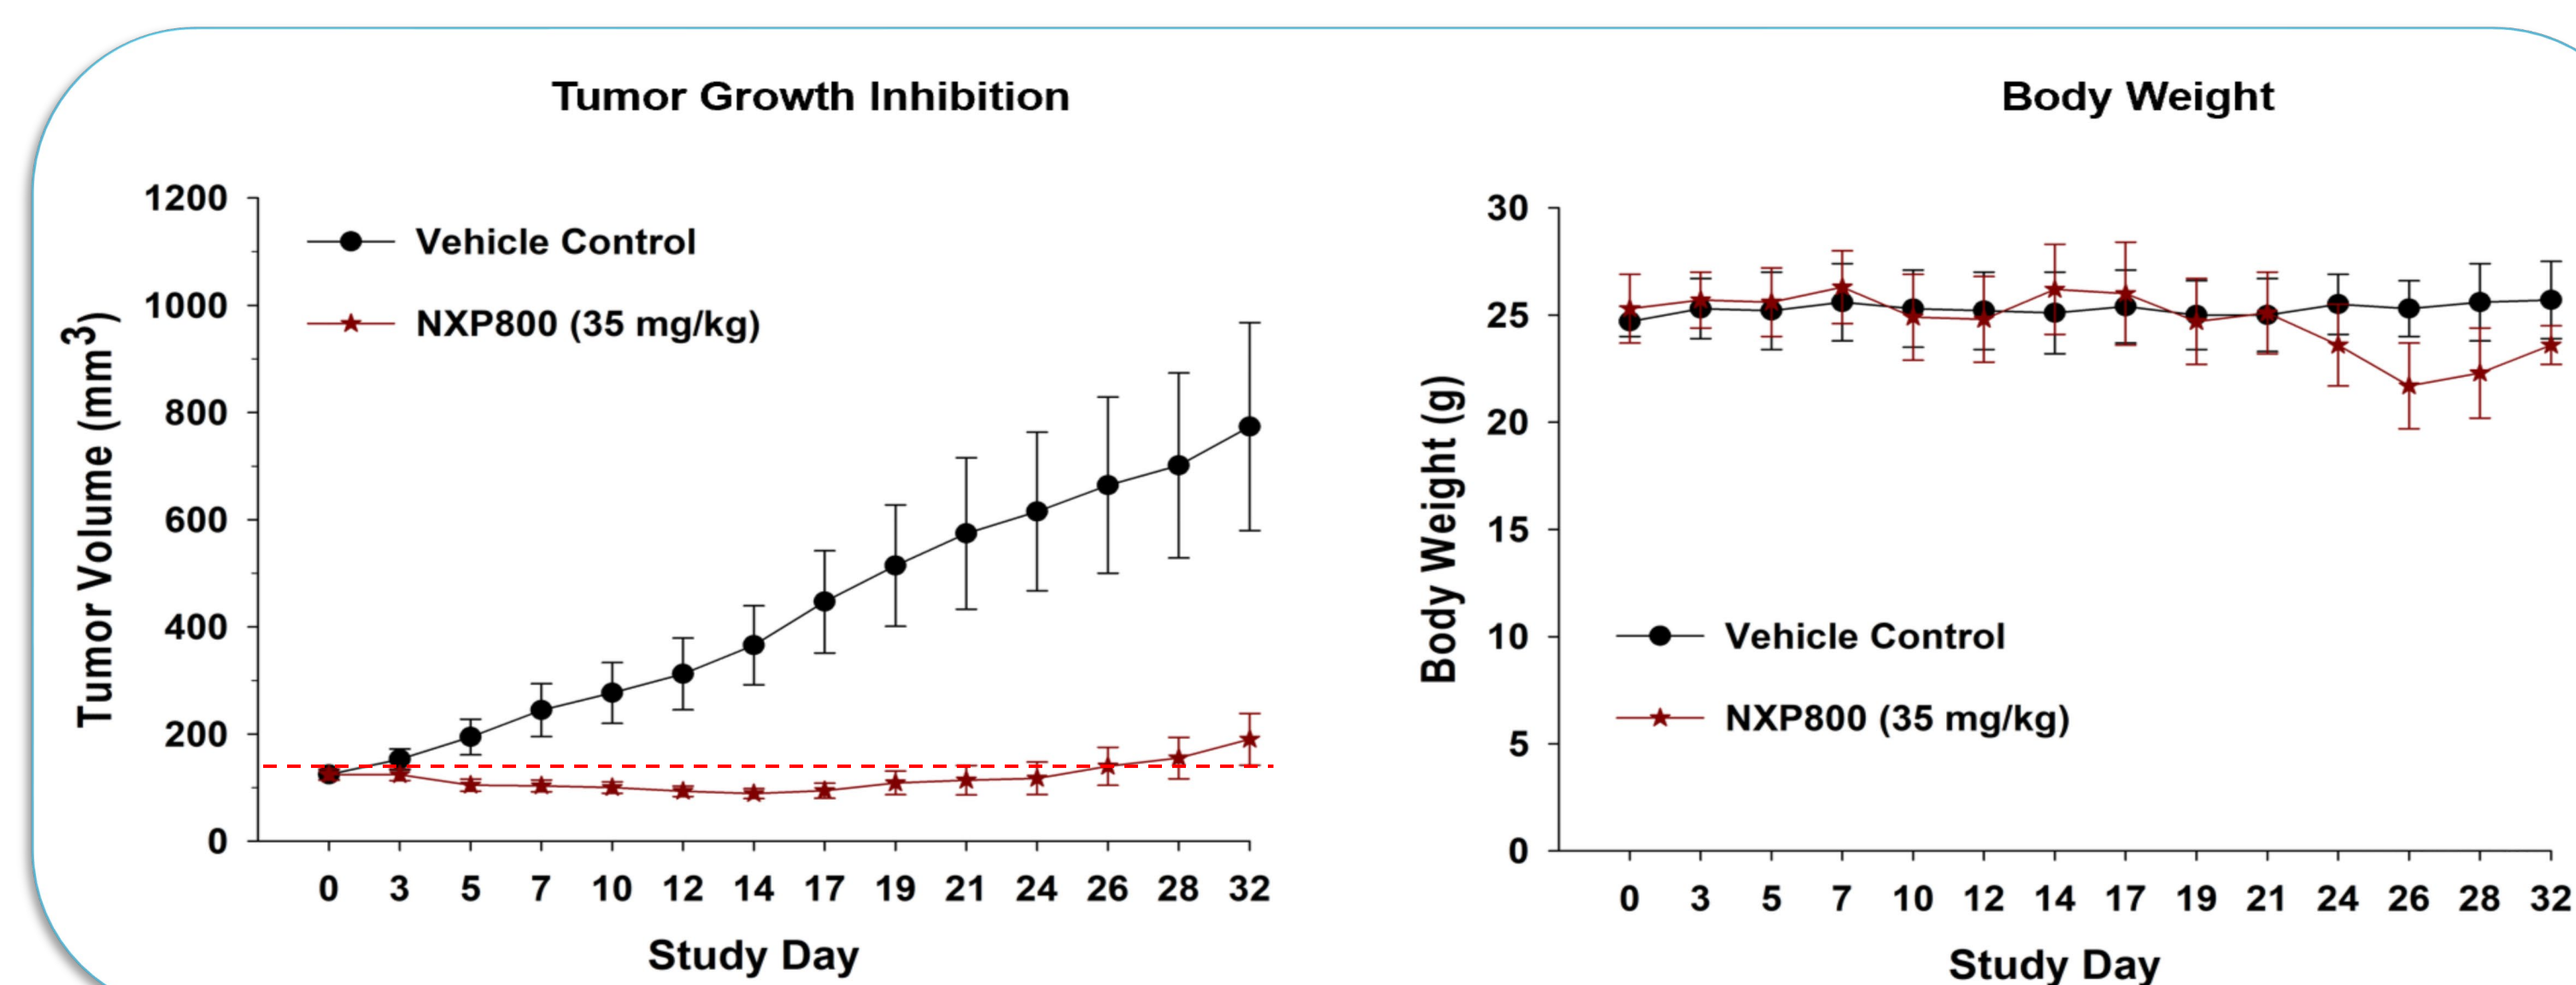 Tumor Growth Inhibition
1200
1000
800
600
400
200
0
Tumor Volume (mm³)
Vehicle Control
NXP800 (35 mg/kg)
0 3 5 7 10 12 14 17 19 21 24 26 28 32
Study Day
Body Weight
30
25
20
15
10
5
0
Body Weight (g)
Vehicle Control
NXP800 (35 mg/kg)
0 3 5 7 10 12 14 17 19 21 24 26 28 32
Study Day